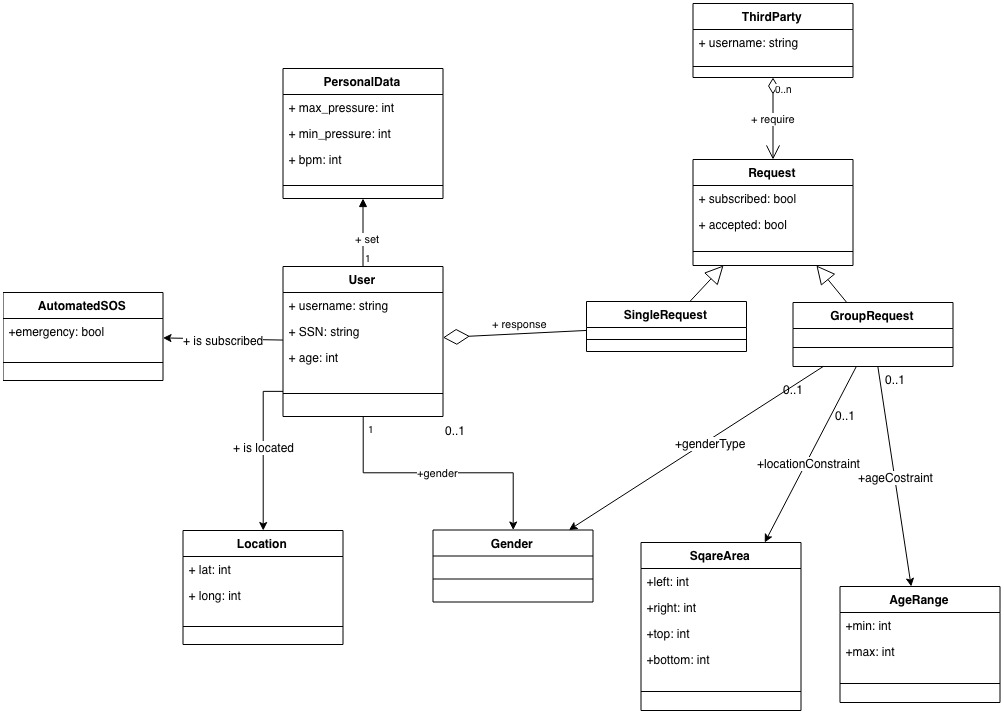 ThirdParty
+ username: string
0..n
+ require
PersonalData
+ max_pressure: int
+ min_pressure: int
+ bpm: int
Request
+ subscribed: bool
+ accepted: bool
+ set
1
User
+ username: string
+ SSN: string
+ age: int
AutomatedSOS
+emergency: bool
+ is subscribed
+ response
SingleRequest
GroupRequest
1
0..1
0..1
0..1
0..1
+ is located
+gender
+genderType
+locationConstraint
+ageCostraint
Location
+ lat: int
+ long: int
Gender
SqareArea
+left: int
+right: int
+top: int
+bottom: int
AgeRange
+min: int
+max: int